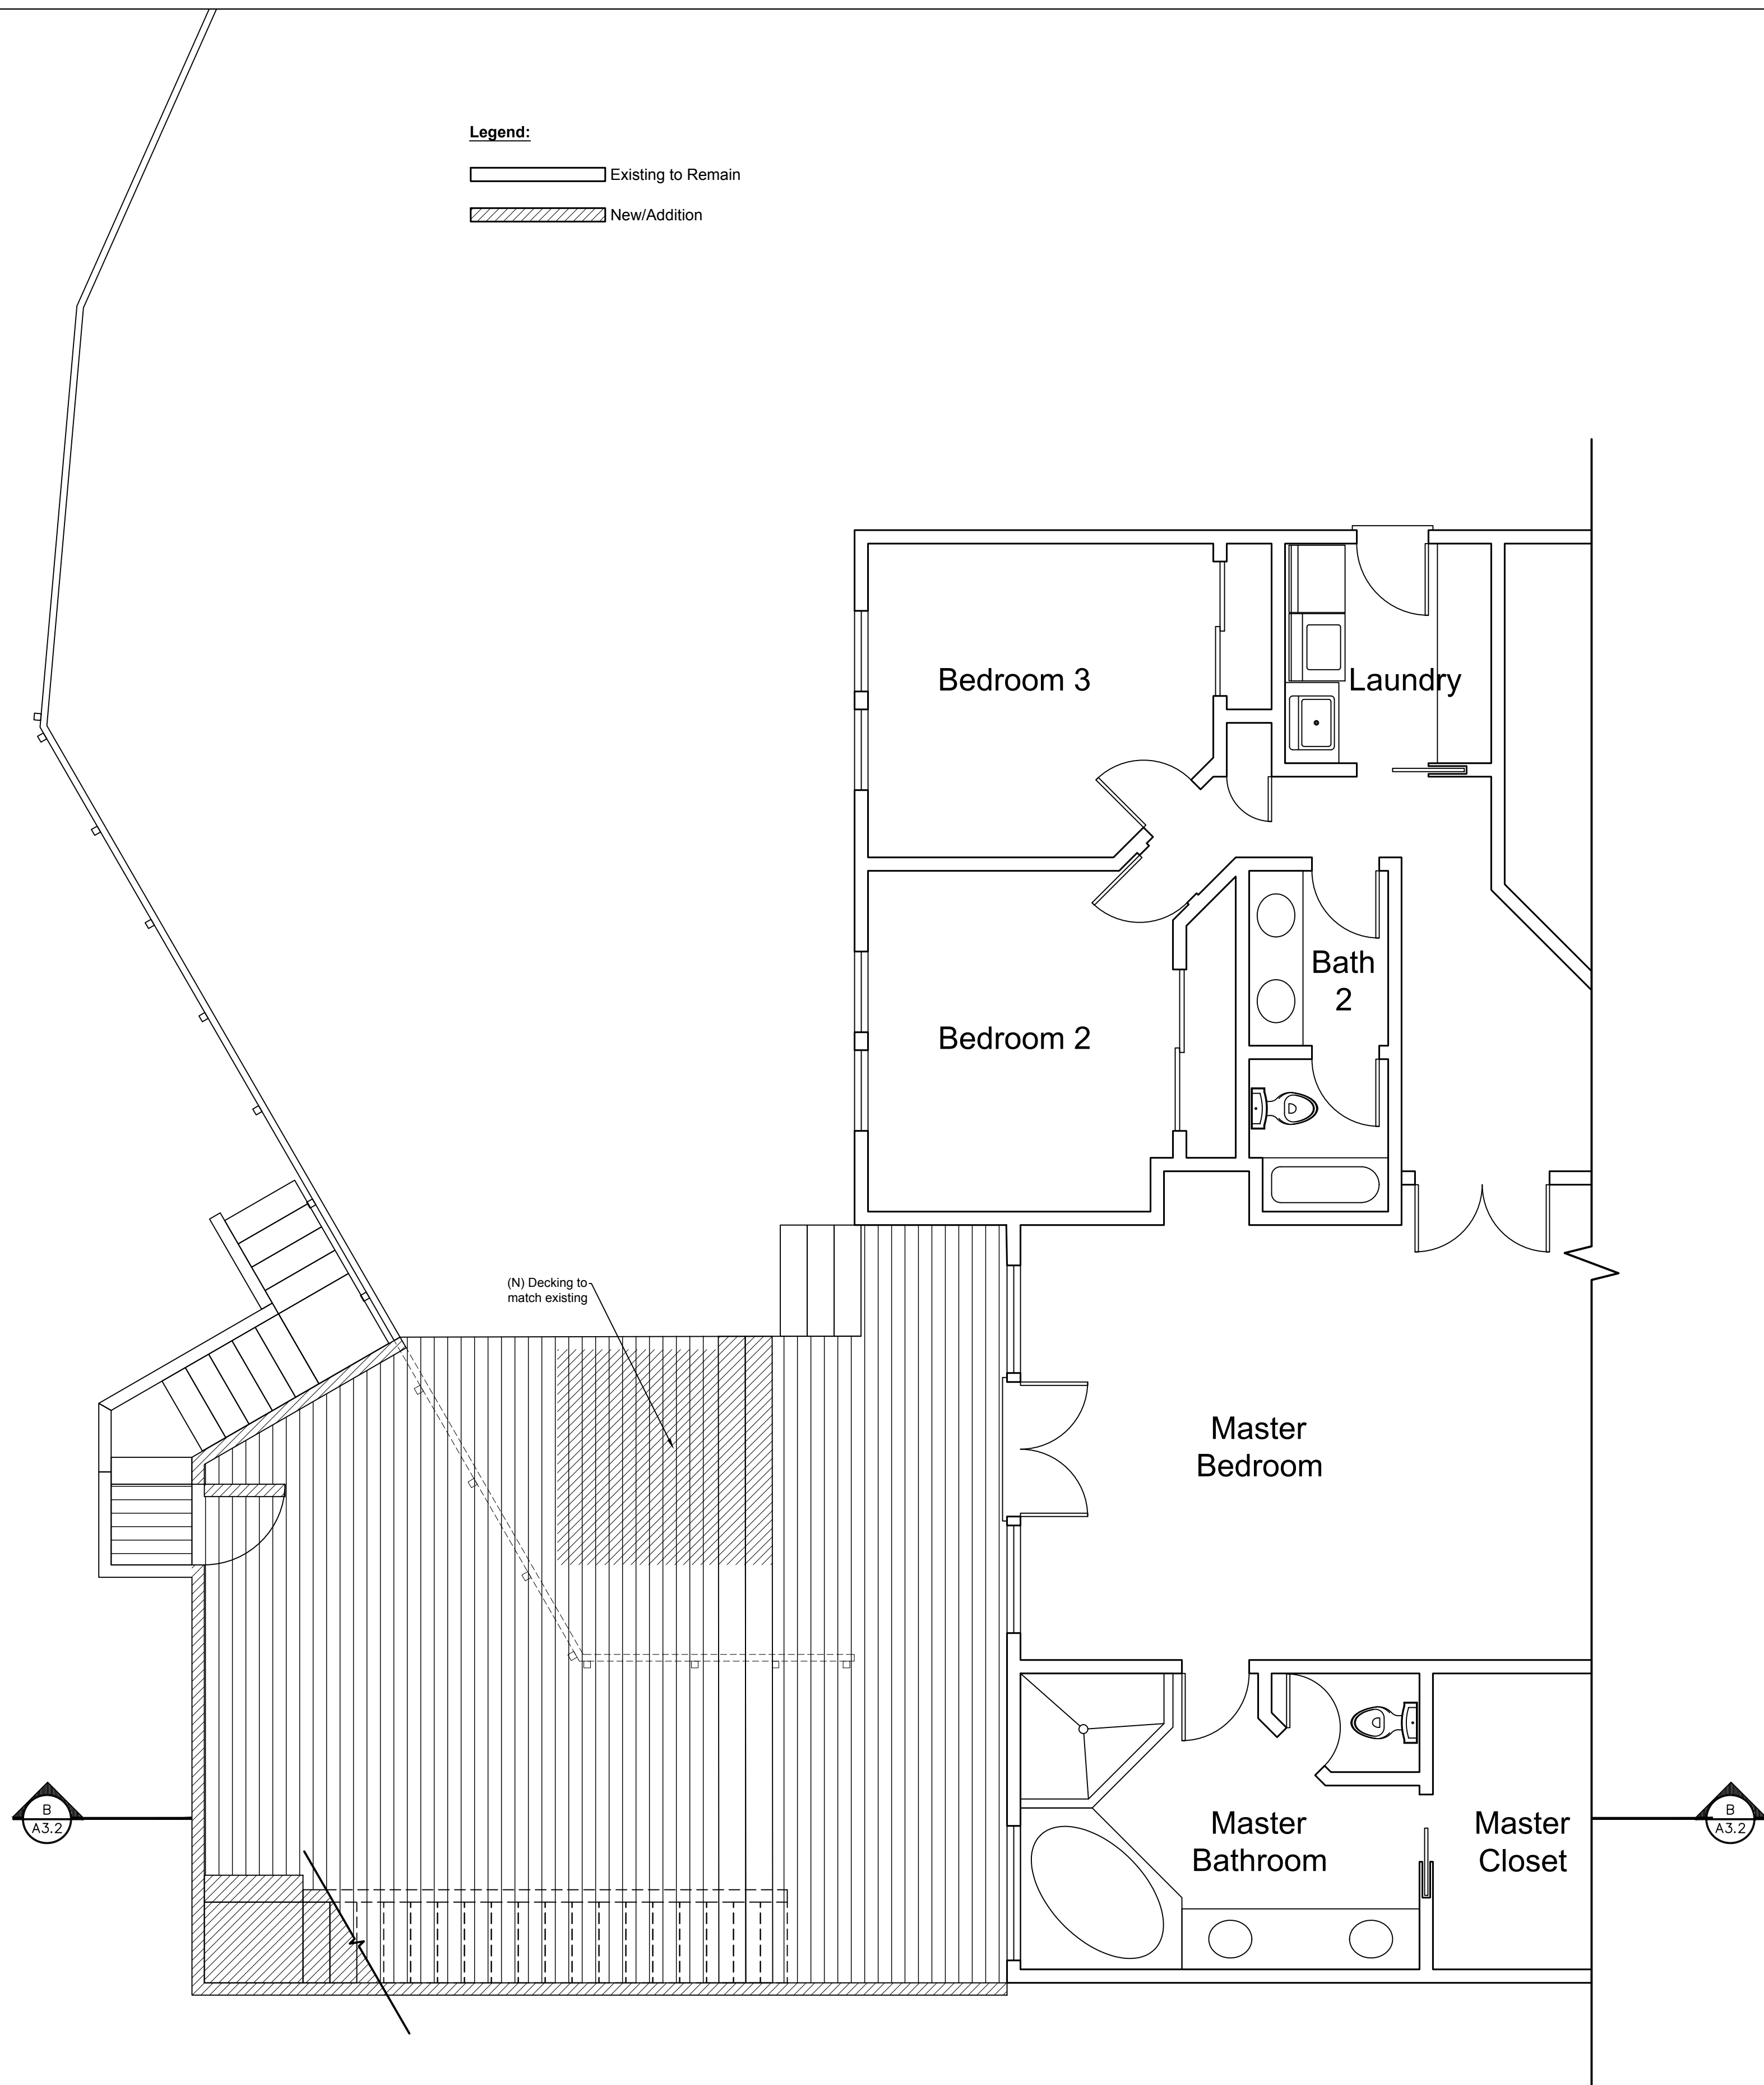 Legend:
Existing to Remain
New/Addition
Bedroom 3
Laundry
Bath
2
Bedroom 2
(N) Decking to
match existing
Master
Bedroom
B
A3.2
Master
Bathroom
Master
Closet
B
A3.2